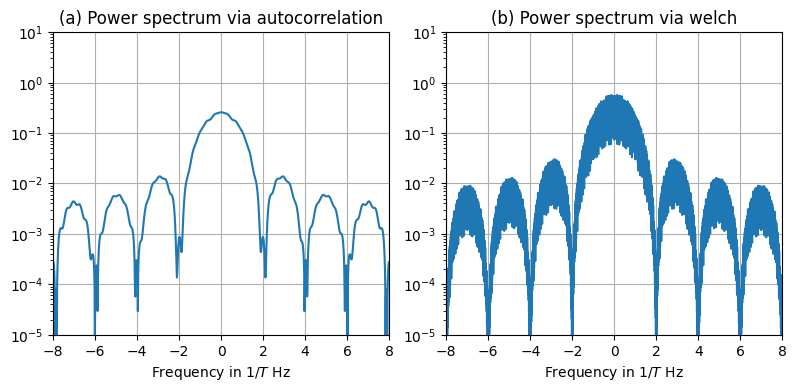 (a) Power spectrum via autocorrelation
10¹
10⁰
10⁻¹
10⁻²
10⁻³
10⁻⁴
10⁻⁵
−8 −6 −4 −2 0 2 4 6 8
Frequency in 1/T Hz
(b) Power spectrum via welch
10¹
10⁰
10⁻¹
10⁻²
10⁻³
10⁻⁴
10⁻⁵
−8 −6 −4 −2 0 2 4 6 8
Frequency in 1/T Hz